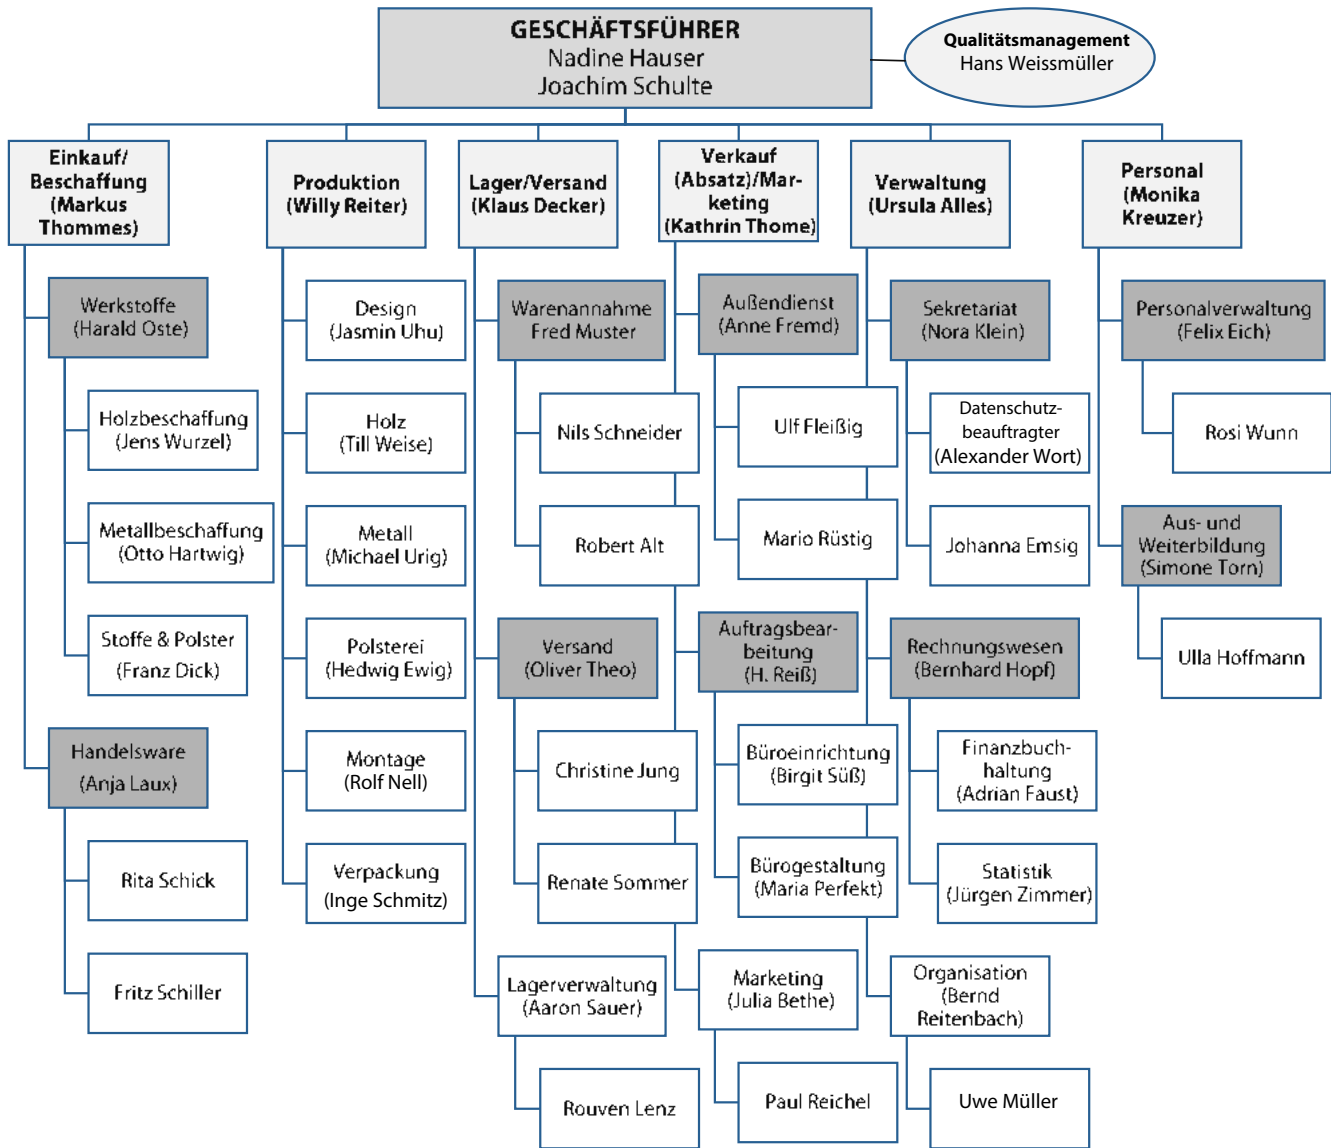 GESCHÄFTSFÜHRER
Nadine Hauser
Joachim Schulte
Qualitätsmanagement
Hans Weissmüller
Einkauf/
Beschaffung
(Markus
Thommes)
Werkstoffe
(Harald Oste)
Holzbeschaffung
(Jens Wurzel)
Metallbeschaffung
(Otto Hartwig)
Stoffe & Polster
(Franz Dick)
Handelsware
(Anja Laux)
Rita Schick
Fritz Schiller
Produktion
(Willy Reiter)
Design
(Jasmin Uhu)
Holz
(Till Weise)
Metall
(Michael Urig)
Polsterei
(Hedwig Ewig)
Montage
(Rolf Nell)
Verpackung
(Inge Schmitz)
Lager/Versand
(Klaus Decker)
Warenannahme
Fred Muster
Nils Schneider
Robert Alt
Versand
(Oliver Theo)
Christine Jung
Renate Sommer
Lagerverwaltung
(Aaron Sauer)
Rouven Lenz
Verkauf
(Absatz)/Mar-
keting
(Kathrin Thome)
Außendienst
(Anne Fremd)
Ulf Fleißig
Mario Rüstig
Auftragsbear-
beitung
(H. Reiß)
Büroeinrichtung
(Birgit Süß)
Bürogestaltung
(Maria Perfekt)
Marketing
(Julia Bethe)
Paul Reichel
Verwaltung
(Ursula Alles)
Sekretariat
(Nora Klein)
Datenschutz-
beauftragter
(Alexander Wort)
Johanna Emsig
Rechnungswesen
(Bernhard Hopf)
Finanzbuch-
haltung
(Adrian Faust)
Statistik
(Jürgen Zimmer)
Organisation
(Bernd
Reitenbach)
Uwe Müller
Personal
(Monika
Kreuzer)
Personalverwaltung
(Felix Eich)
Rosi Wunn
Aus- und
Weiterbildung
(Simone Torn)
Ulla Hoffmann